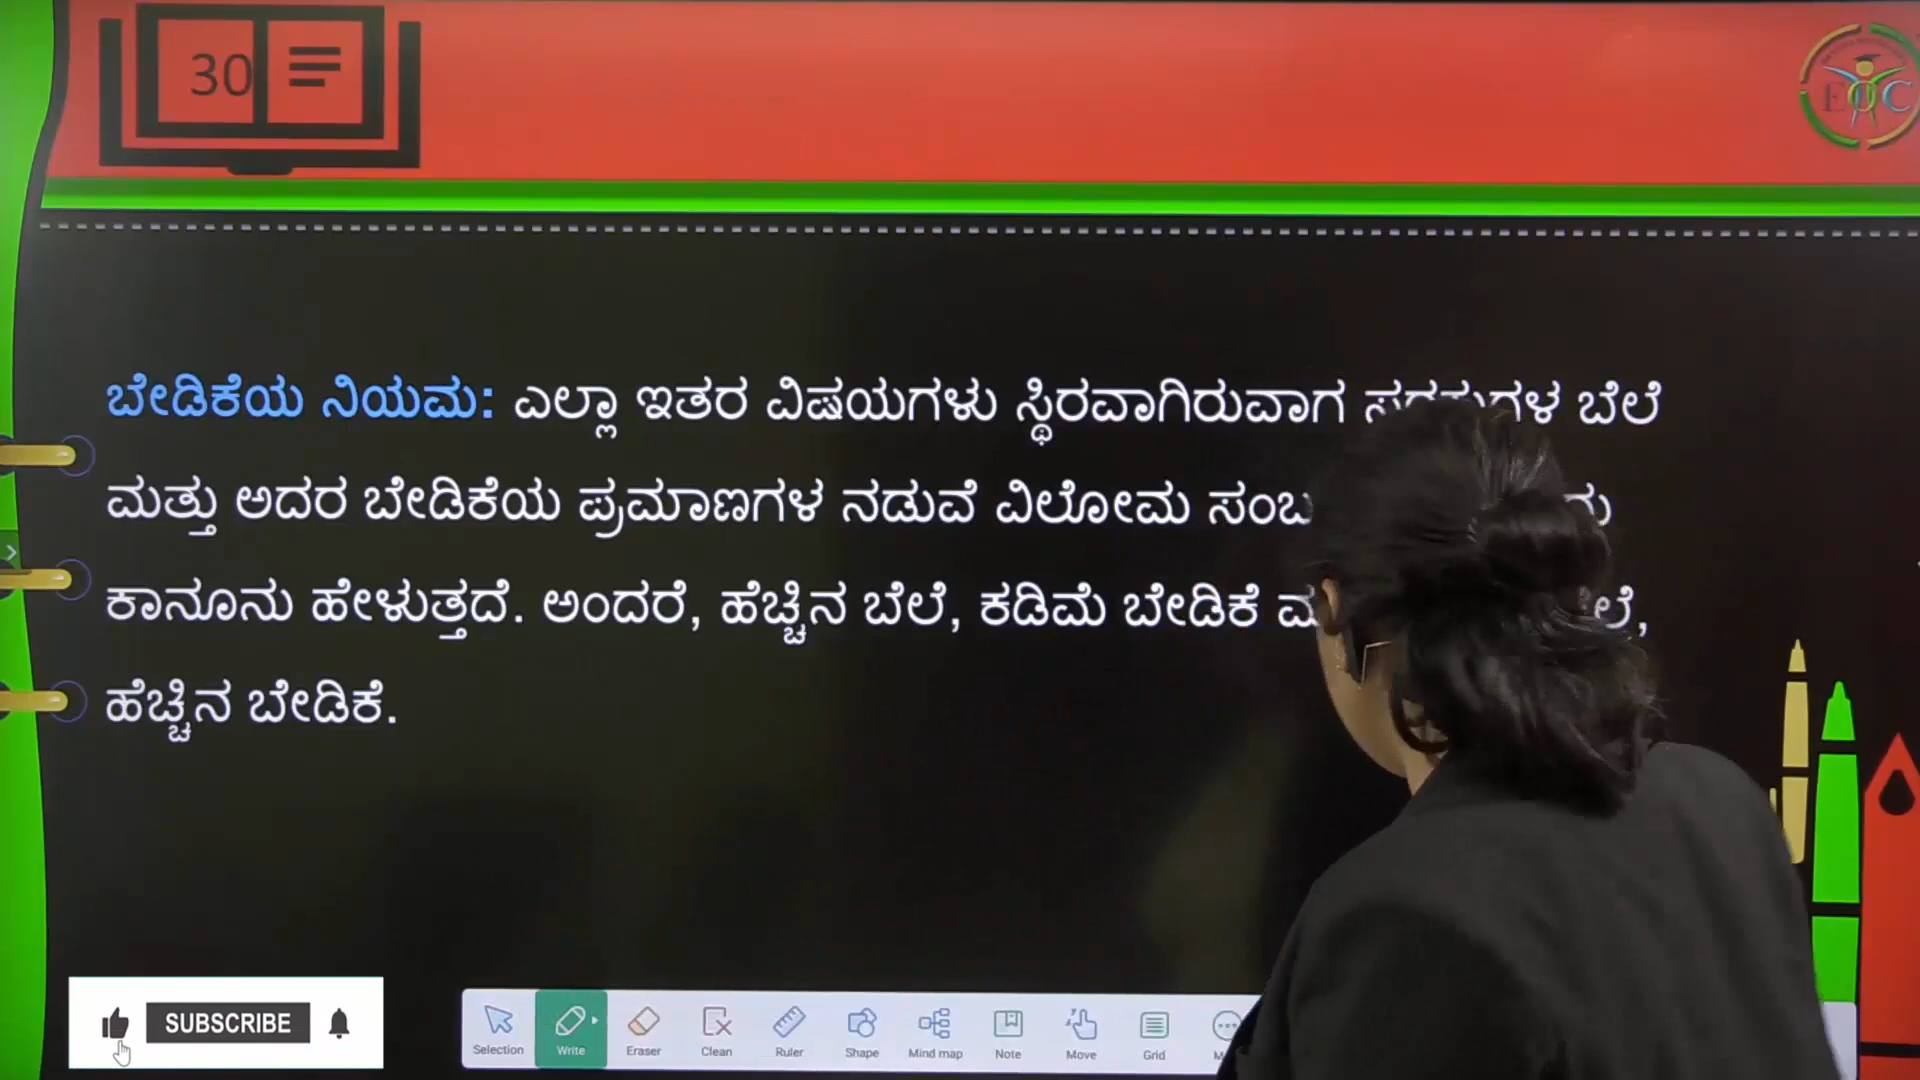 30
EOC
ಬೇಡಿಕೆಯ ನಿಯಮ: ಎಲ್ಲಾ ಇತರ ವಿಷಯಗಳು ಸ್ಥಿರವಾಗಿರುವಾಗ ಬೆಲೆ
ಮತ್ತು ಅದರ ಬೇಡಿಕೆಯ ಪ್ರಮಾಣಗಳ ನಡುವೆ ವಿಲೋಮ
ಕಾನೂನು ಹೇಳುತ್ತದೆ. ಅಂದರೆ, ಹೆಚ್ಚಿನ ಬೆಲೆ, ಕಡಿಮೆ ಬೇಡಿಕೆ
ಹೆಚ್ಚಿನ ಬೇಡಿಕೆ.
SUBSCRIBE
Selection Write Eraser Clean Ruler Shape Mind map Note Move Grid